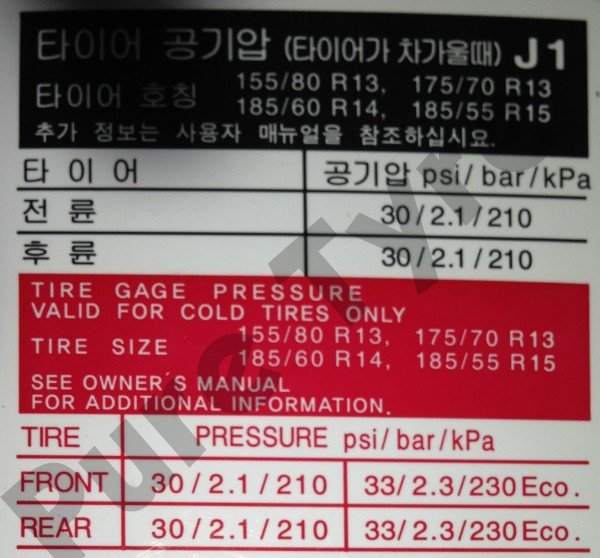 타이어 공기압 (타이어가 차가울때) J1
타이어 호칭 155/80 R13, 175/70 R13
185/60 R14, 185/55 R15
추가 정보는 사용자 매뉴얼을 참조하십시요.
타 이 어 공기압 psi/bar/kPa
전 륜 30/2.1/210
후 륜 30/2.1/210
TIRE GAGE PRESSURE
VALID FOR COLD TIRES ONLY
TIRE SIZE 155/80 R13, 175/70 R13
185/60 R14, 185/55 R15
SEE OWNER'S MANUAL
FOR ADDITIONAL INFORMATION.
TIRE PRESSURE psi/bar/kPa
FRONT 30/2.1/210 33/2.3/230 Eco.
REAR 30/2.1/210 33/2.3/230 Eco.
Pure Tyre